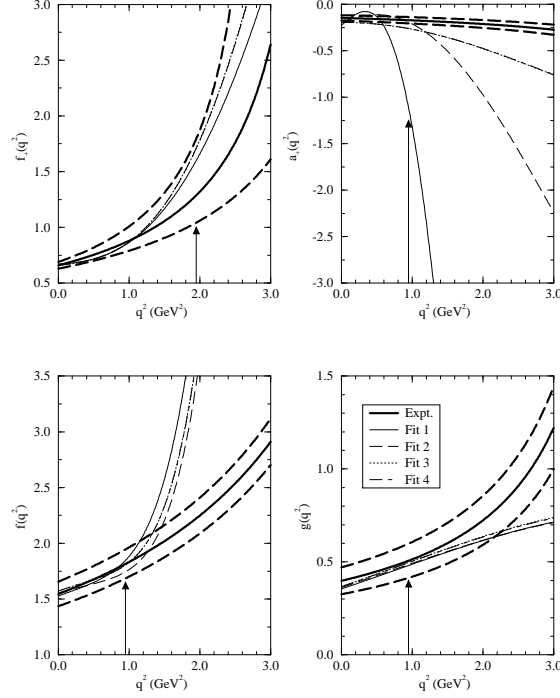 3.0
2.5
2.0
1.5
1.0
0.5
f₊(q²)
0.0 1.0 2.0 3.0
q² (GeV²)
0.0
-0.5
-1.0
-1.5
-2.0
-2.5
-3.0
a₊(q²)
0.0 1.0 2.0 3.0
q² (GeV²)
3.5
3.0
2.5
2.0
1.5
1.0
f(q²)
0.0 1.0 2.0 3.0
q² (GeV²)
1.5
1.0
0.5
0.0
g(q²)
Expt.
Fit 1
Fit 2
Fit 3
Fit 4
0.0 1.0 2.0 3.0
q² (GeV²)